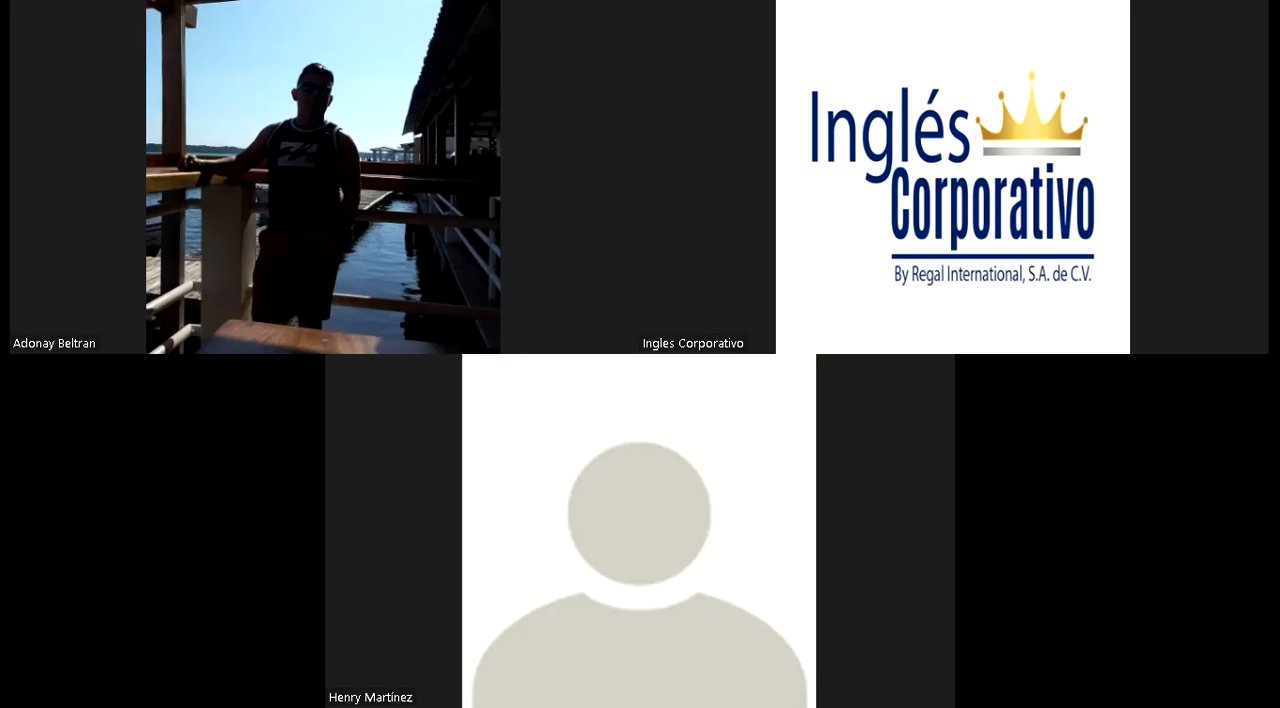 Inglés
Corporativo
By Regal International, S.A. de C.V.
Adonay Beltran
Ingles Corporativo
Henry Martínez